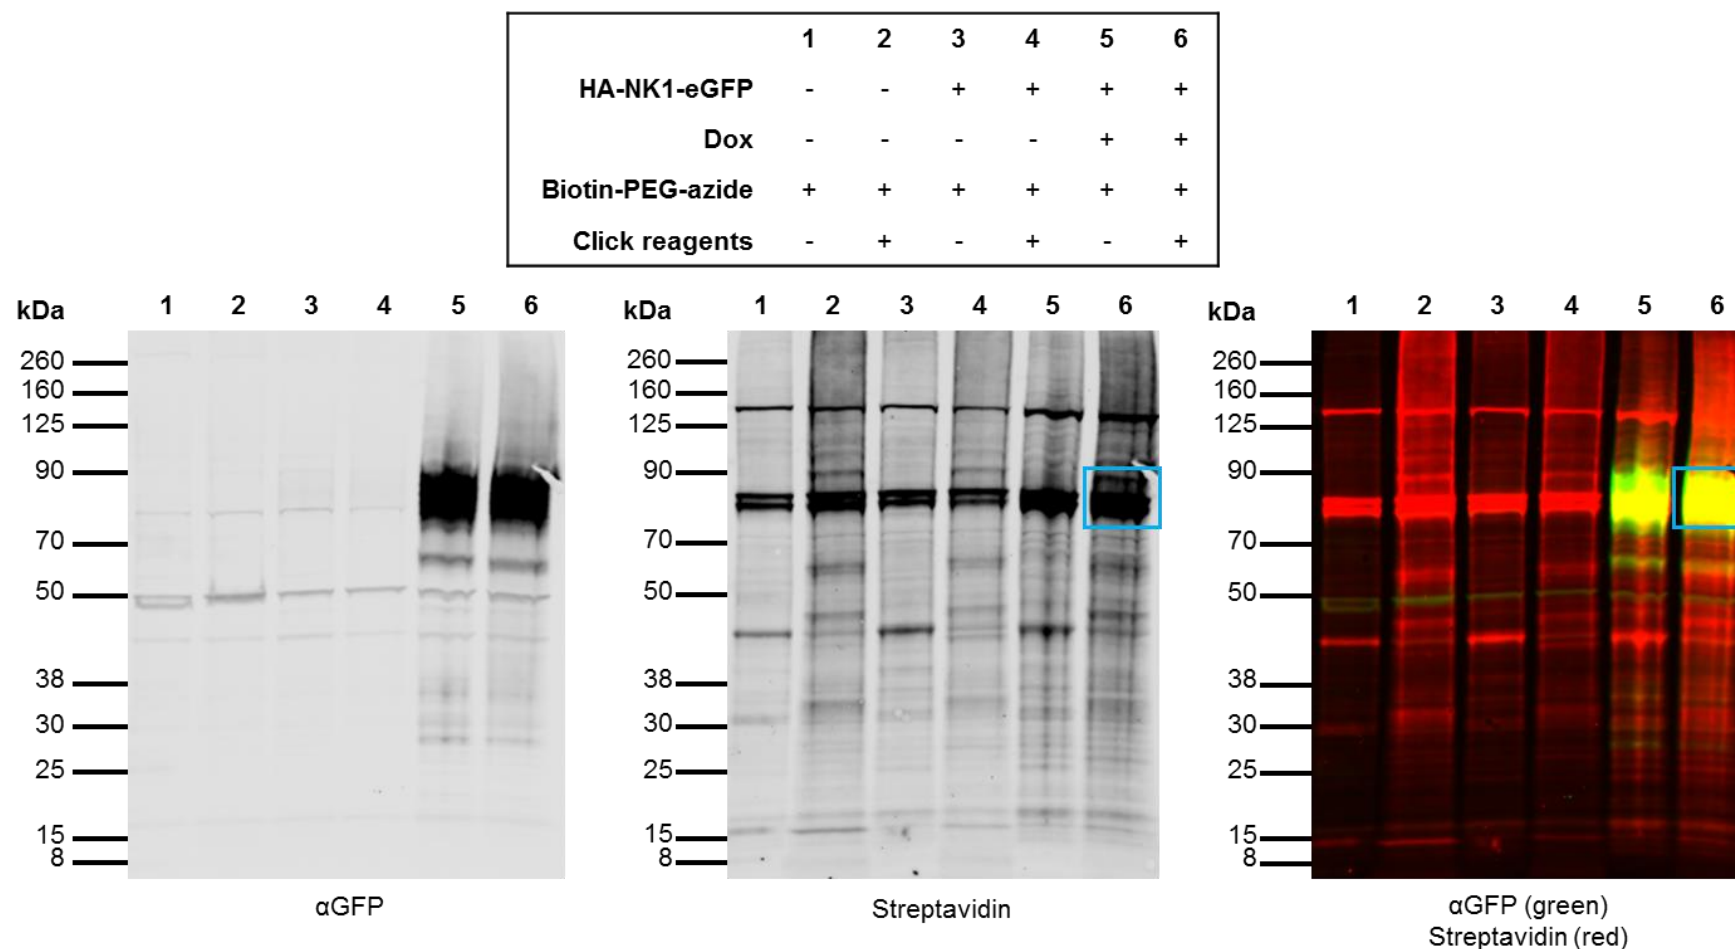 1 2 3 4 5 6
HA-NK1-eGFP - - + + + +
Dox - - - - + +
Biotin-PEG-azide + + + + + +
Click reagents - + - + - +
kDa 1 2 3 4 5 6
260
160
125
90
70
50
38
30
25
15
8
αGFP
kDa 1 2 3 4 5 6
260
160
125
90
70
50
38
30
25
15
8
Streptavidin
kDa 1 2 3 4 5 6
260
160
125
90
70
50
38
30
25
15
8
αGFP (green)
Streptavidin (red)